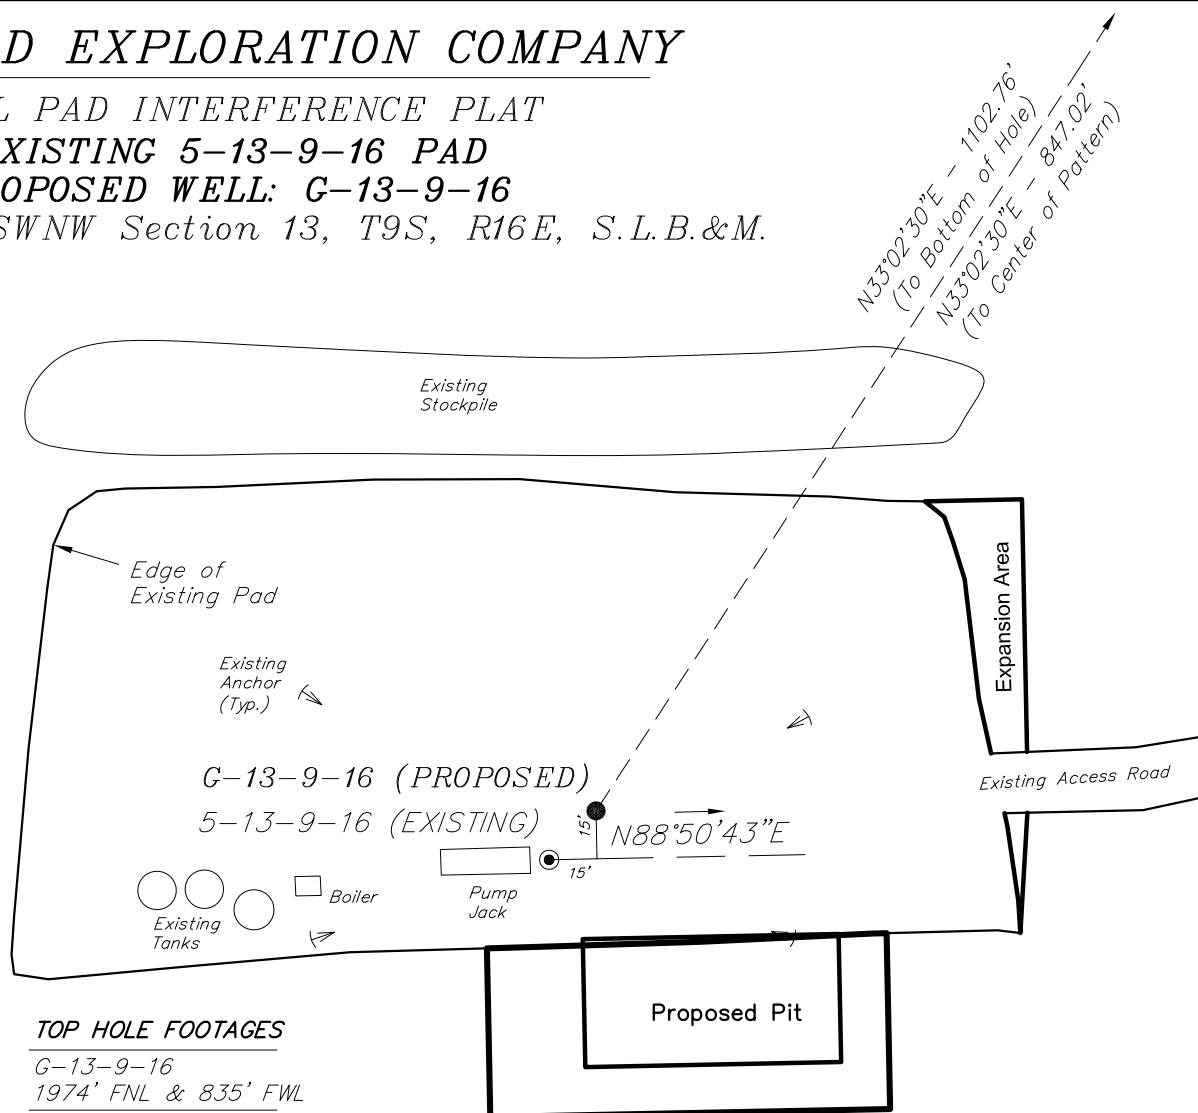 D EXPLORATION COMPANY
L PAD INTERFERENCE PLAT
XISTING 5-13-9-16 PAD
OPOSED WELL: G-13-9-16
SWNW Section 13, T9S, R16E, S.L.B.&M.
N33°02'30"E - 1102.76'
(To Bottom of Hole)
N33°02'30"E - 847.02'
(To Center of Pattern)
Existing
Stockpile
Edge of
Existing Pad
Expansion Area
Existing
Anchor
(Typ.)
G-13-9-16 (PROPOSED)
5-13-9-16 (EXISTING)
15'
N88°50'43"E
15'
Existing Access Road
Pump
Jack
Boiler
Existing
Tanks
Proposed Pit
TOP HOLE FOOTAGES
G-13-9-16
1974' FNL & 835' FWL